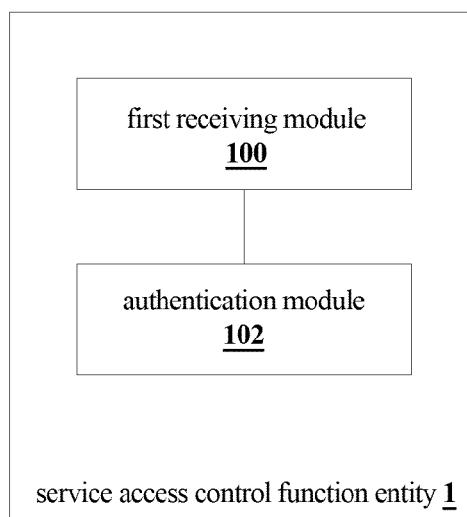 first receiving module
100
authentication module
102
service access control function entity 1